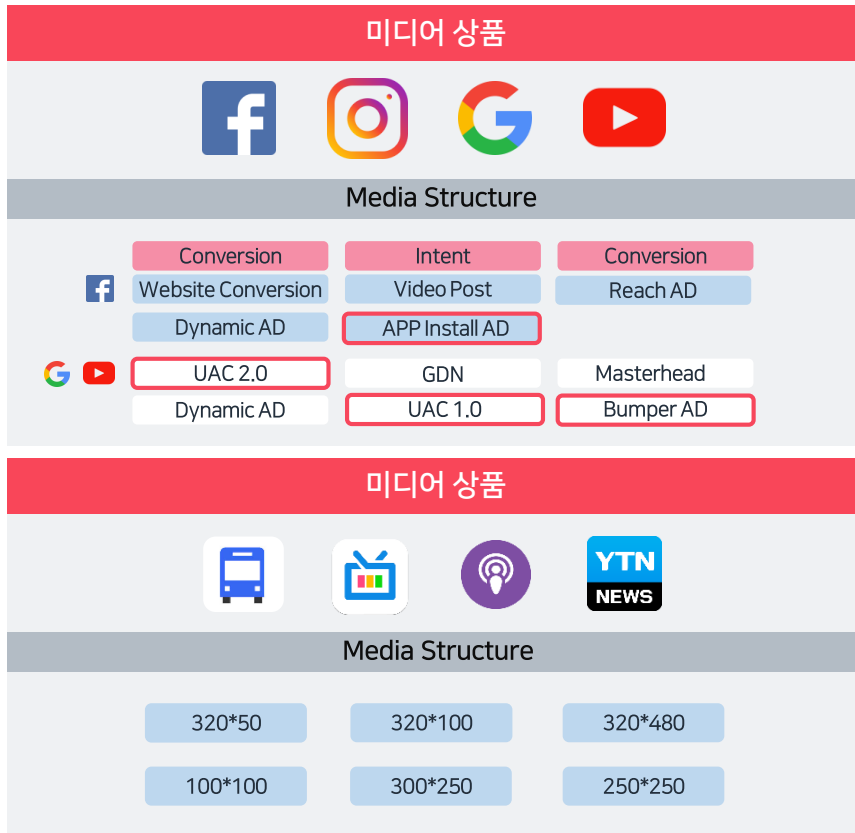 미디어 상품
Media Structure
Conversion Intent Conversion
Website Conversion Video Post Reach AD
Dynamic AD APP Install AD
UAC 2.0 GDN Masterhead
Dynamic AD UAC 1.0 Bumper AD
미디어 상품
YTN
NEWS
Media Structure
320*50 320*100 320*480
100*100 300*250 250*250